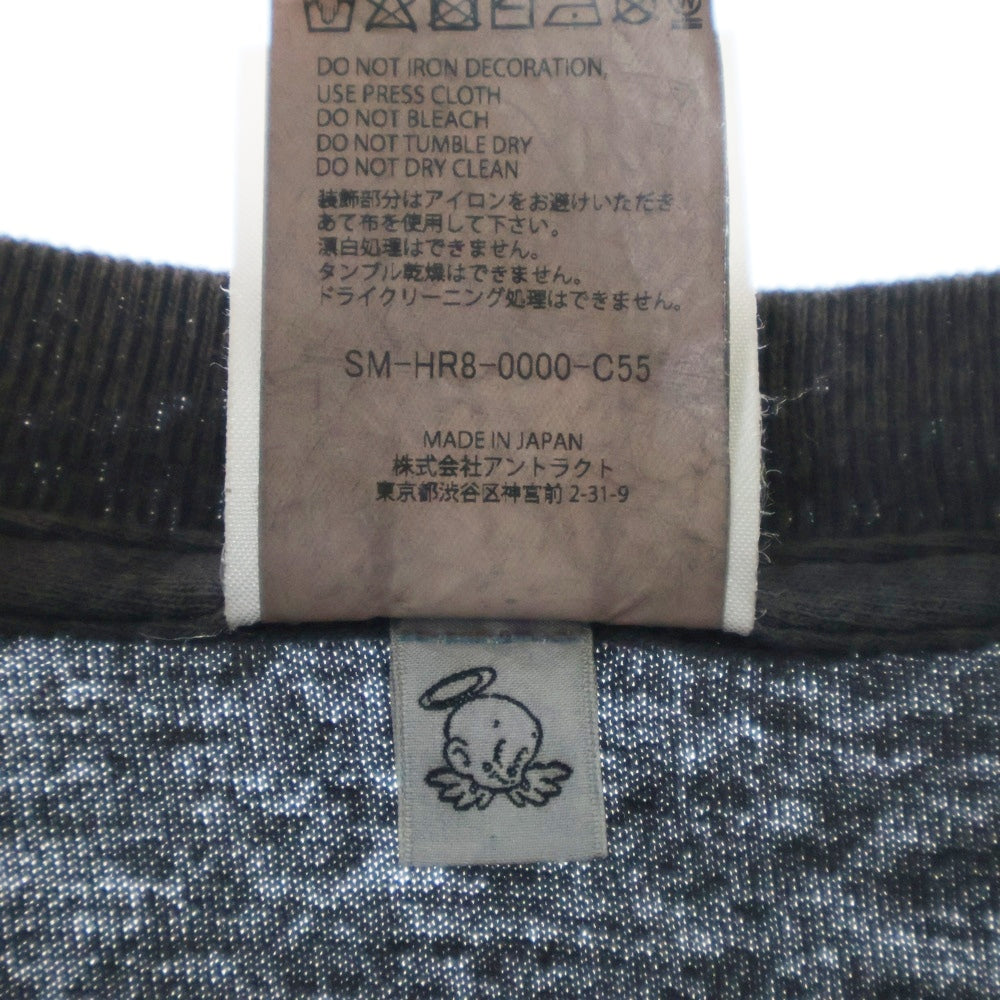 DO NOT IRON DECORATION,
USE PRESS CLOTH
DO NOT BLEACH
DO NOT TUMBLE DRY
DO NOT DRY CLEAN
装飾部分はアイロンをお避けいただき
あて布を使用して下さい。
漂白処理はできません。
タンブル乾燥はできません。
ドライクリーニング処理はできません。
SM-HR8-0000-C55
MADE IN JAPAN
株式会社アントラクト
東京都渋谷区神宮前 2-31-9